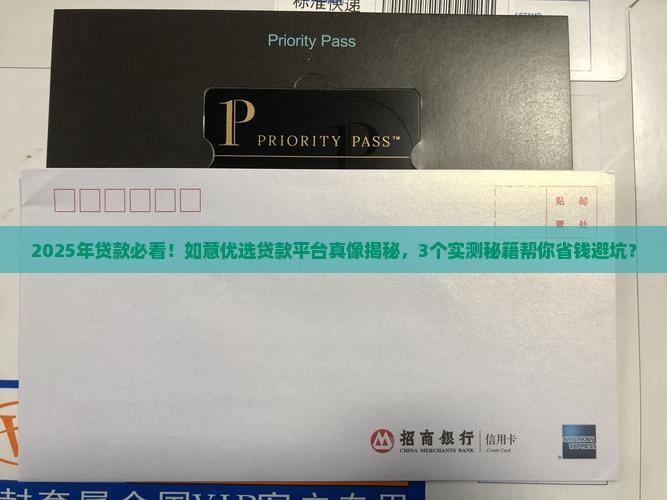 标准快递
Priority Pass
PRIORITY PASS™
2025年贷款必看！如意优选贷款平台真像揭秘，3个实测秘籍帮你省钱避坑？
贴 邮
票 处
招商银行 信用卡
CHINA MERCHANTS BANK Credit Card
AMERICAN
EXPRESS